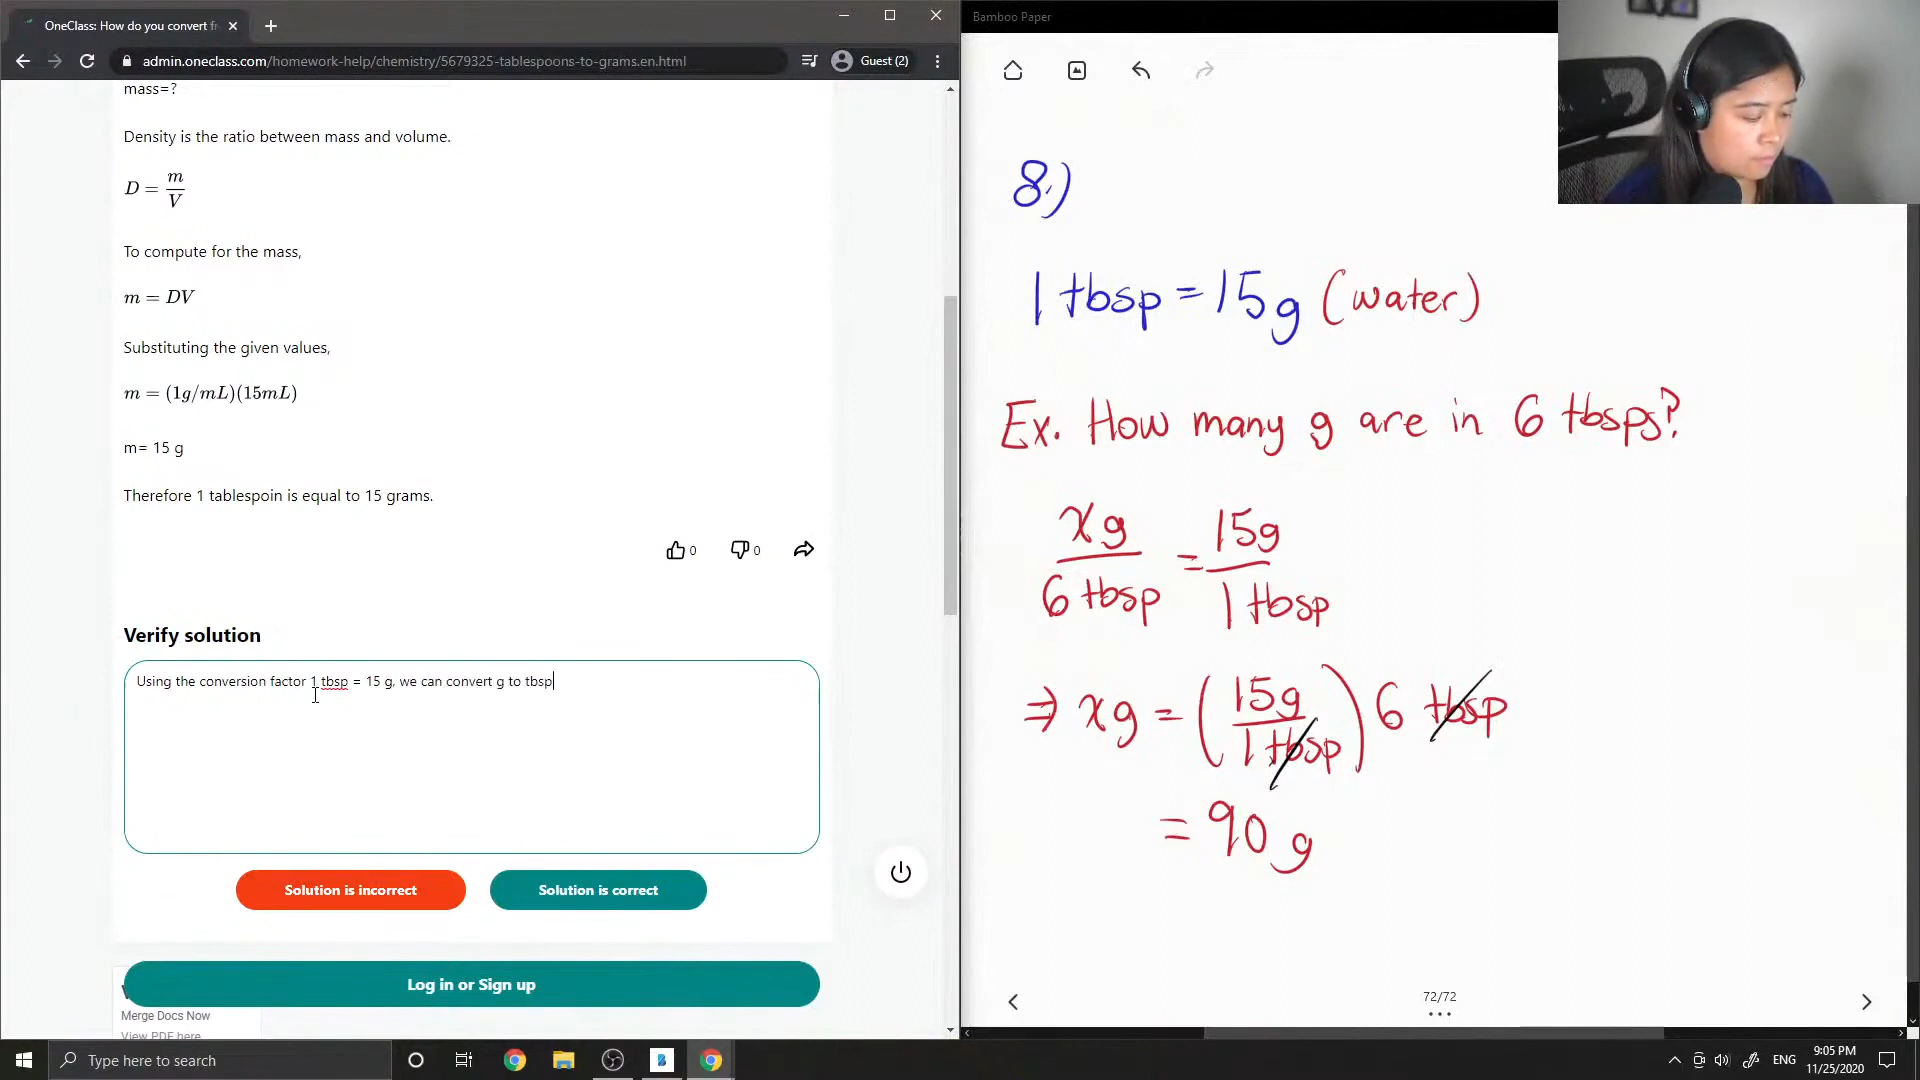 OneClass: How do you convert fr
admin.oneclass.com/homework-help/chemistry/5679325-tablespoons-to-grams.en.html
Guest (2)
mass=?
Density is the ratio between mass and volume.
D = m/V
To compute for the mass,
m = DV
Substituting the given values,
m = (1g/mL)(15mL)
m= 15 g
Therefore 1 tablespoin is equal to 15 grams.
0
0
Verify solution
Using the conversion factor 1 tbsp = 15 g, we can convert g to tbsp
Solution is incorrect
Solution is correct
Log in or Sign up
Merge Docs Now
View PDF here
Bamboo Paper
8.)
1 tbsp = 15g (water)
Ex. How many g are in 6 tbsps?
xg / 6 tbsp = 15g / 1 tbsp
⇒ xg = (15g / 1 tbsp) 6 tbsp
= 90 g
72/72
Type here to search
ENG
9:05 PM
11/25/2020